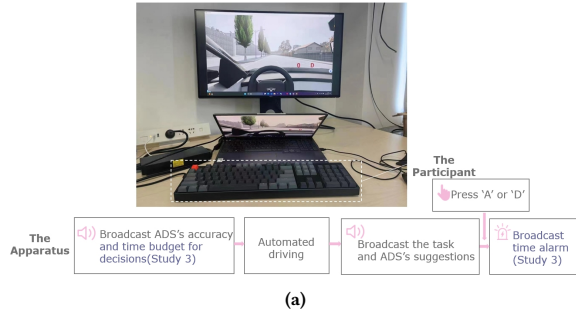 The
Participant
Press 'A' or 'D'
The
Apparatus
Broadcast ADS's accuracy
and time budget for
decisions(Study 3)
Automated
driving
Broadcast the task
and ADS's suggestions
Broadcast
time alarm
(Study 3)
(a)